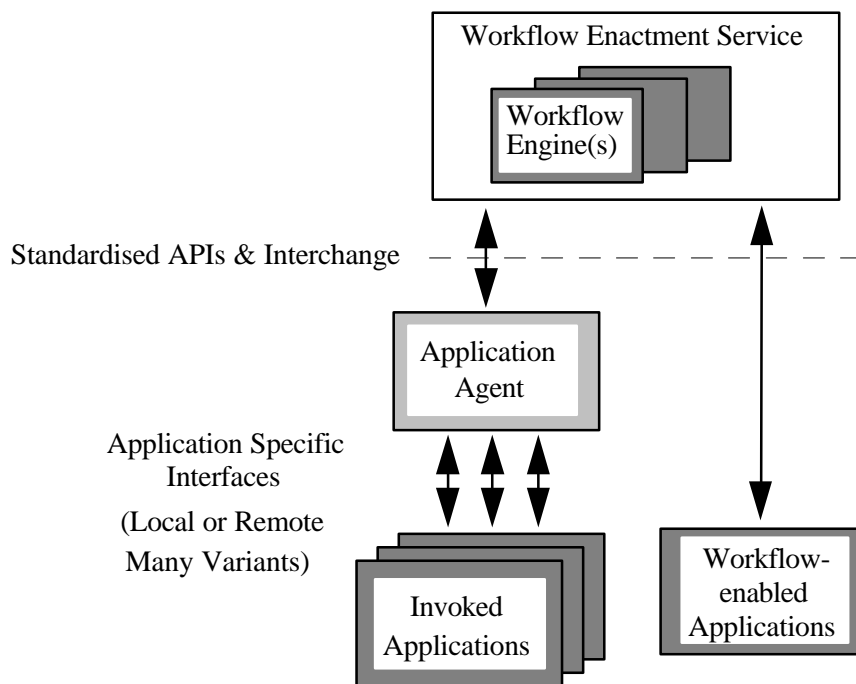 Workflow Enactment Service
Workflow
Engine(s)
Standardised APIs & Interchange
Application
Agent
Application Specific
Interfaces
(Local or Remote
Many Variants)
Invoked
Applications
Workflow-
enabled
Applications